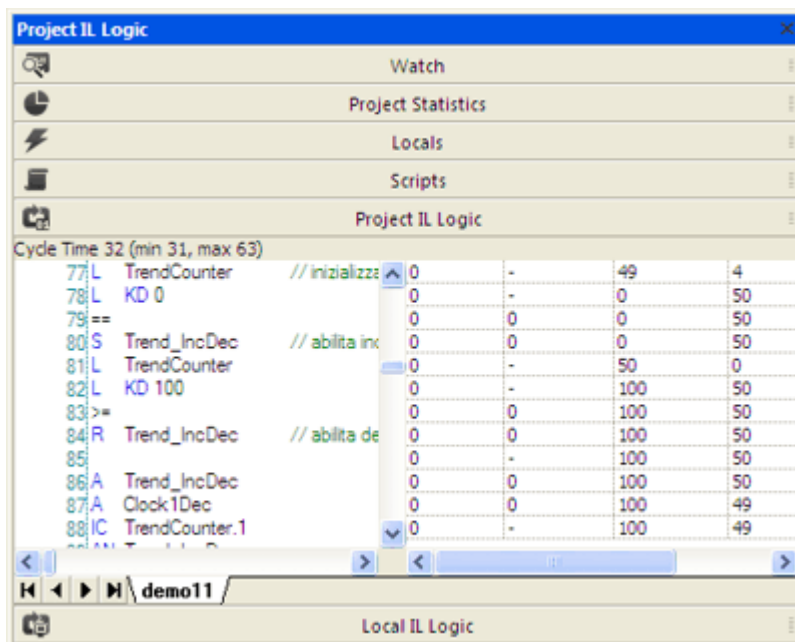 Project IL Logic
Watch
Project Statistics
Locals
Scripts
Project IL Logic
Cycle Time 32 (min 31, max 63)
77 L TrendCounter // inizializza 0 - 49 4
78 L KD 0 0 - 0 50
79 == 0 0 0 50
80 S Trend_IncDec // abilita inc 0 0 0 50
81 L TrendCounter 0 - 50 0
82 L KD 100 0 - 100 50
83 >= 0 0 100 50
84 R Trend_IncDec // abilita de 0 0 100 50
85 0 - 100 50
86 A Trend_IncDec 0 0 100 50
87 A Clock1Dec 0 0 100 49
88 IC TrendCounter.1 0 - 100 49
demo11
Local IL Logic